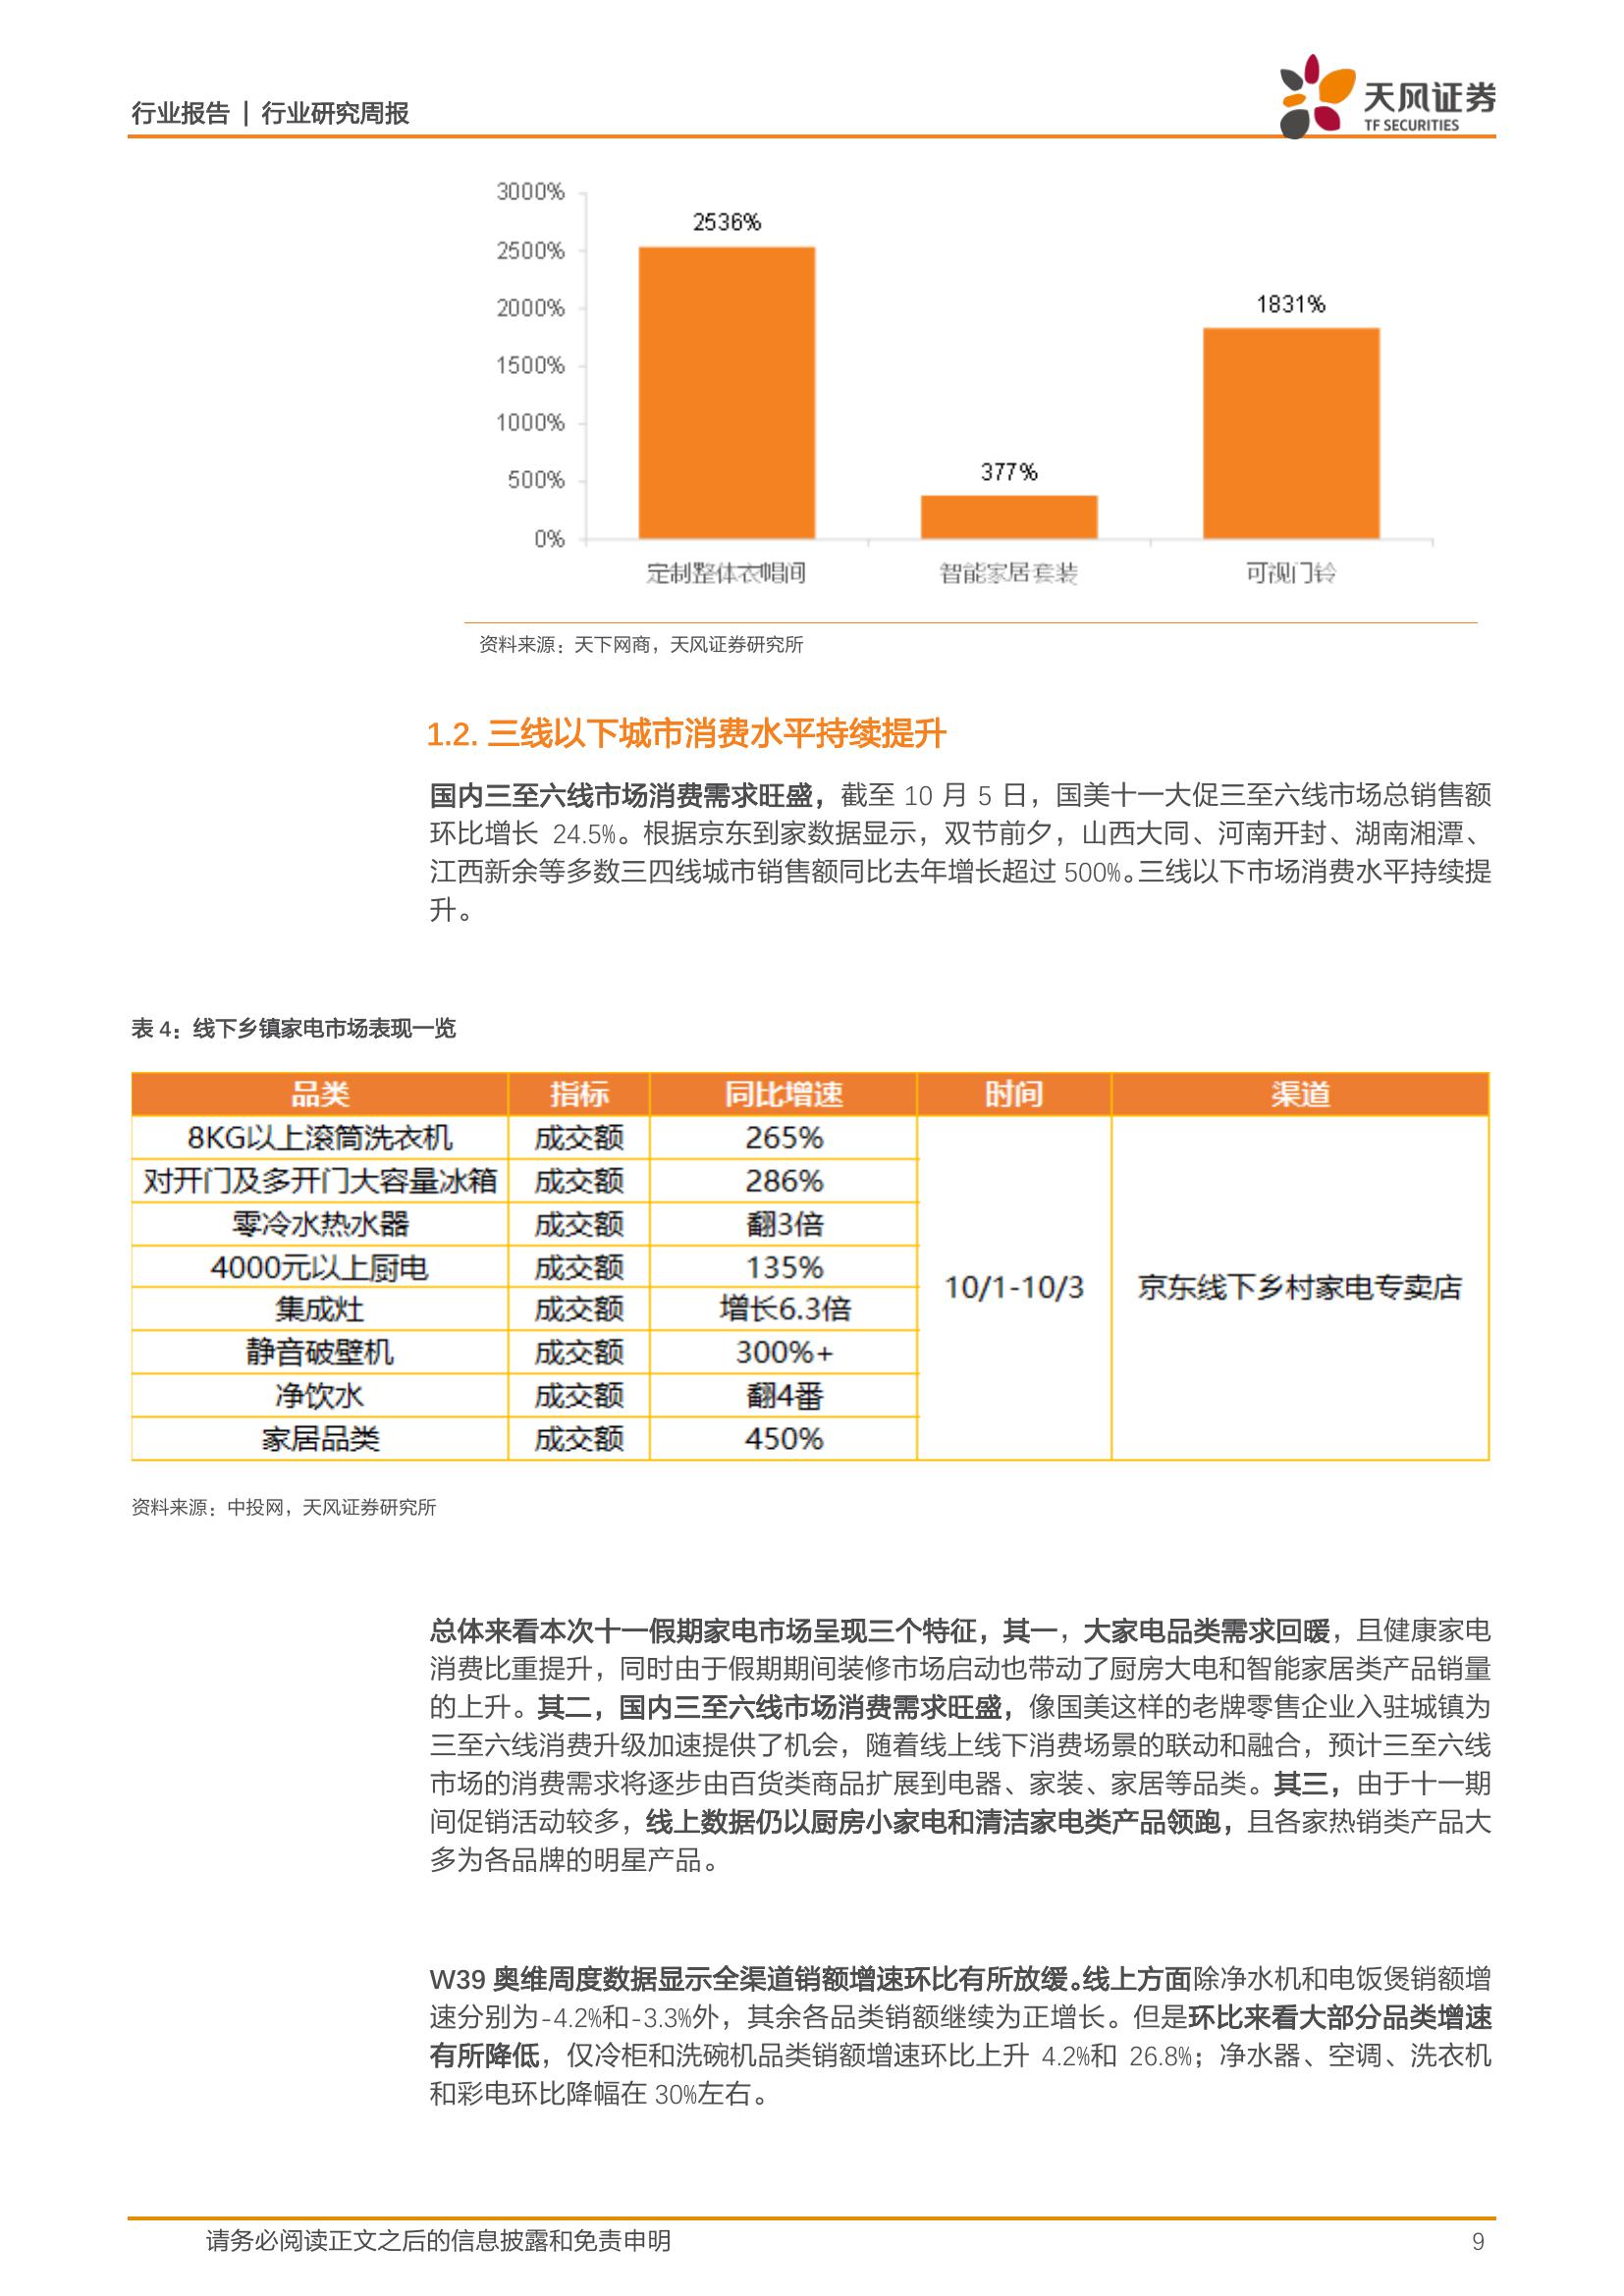 行业报告 | 行业研究周报
天风证券
TF SECURITIES
3000%
2500%
2000%
1500%
1000%
500%
0%
2536%
377%
1831%
定制整体衣帽间
智能家居套装
可视门铃
资料来源：天下网商，天风证券研究所
1.2. 三线以下城市消费水平持续提升
国内三至六线市场消费需求旺盛，截至 10 月 5 日，国美十一大促三至六线市场总销售额
环比增长 24.5%。根据京东到家数据显示，双节前夕，山西大同、河南开封、湖南湘潭、
江西新余等多数三四线城市销售额同比去年增长超过 500%。三线以下市场消费水平持续提
升。
表 4：线下乡镇家电市场表现一览
品类 指标 同比增速 时间 渠道
8KG以上滚筒洗衣机 成交额 265%
对开门及多开门大容量冰箱 成交额 286%
零冷水热水器 成交额 翻3倍
4000元以上厨电 成交额 135%
10/1-10/3 京东线下乡村家电专卖店
集成灶 成交额 增长6.3倍
静音破壁机 成交额 300%+
净饮水 成交额 翻4番
家居品类 成交额 450%
资料来源：中投网，天风证券研究所
总体来看本次十一假期家电市场呈现三个特征，其一，大家电品类需求回暖，且健康家电
消费比重提升，同时由于假期期间装修市场启动也带动了厨房大电和智能家居类产品销量
的上升。其二，国内三至六线市场消费需求旺盛，像国美这样的老牌零售企业入驻城镇为
三至六线消费升级加速提供了机会，随着线上线下消费场景的联动和融合，预计三至六线
市场的消费需求将逐步由百货类商品扩展到电器、家装、家居等品类。其三，由于十一期
间促销活动较多，线上数据仍以厨房小家电和清洁家电类产品领跑，且各家热销类产品大
多为各品牌的明星产品。
W39 奥维周度数据显示全渠道销额增速环比有所放缓。线上方面除净水机和电饭煲销额增
速分别为-4.2%和-3.3%外，其余各品类销额继续为正增长。但是环比来看大部分品类增速
有所降低，仅冷柜和洗碗机品类销额增速环比上升 4.2%和 26.8%；净水器、空调、洗衣机
和彩电环比降幅在 30%左右。
请务必阅读正文之后的信息披露和免责申明
9